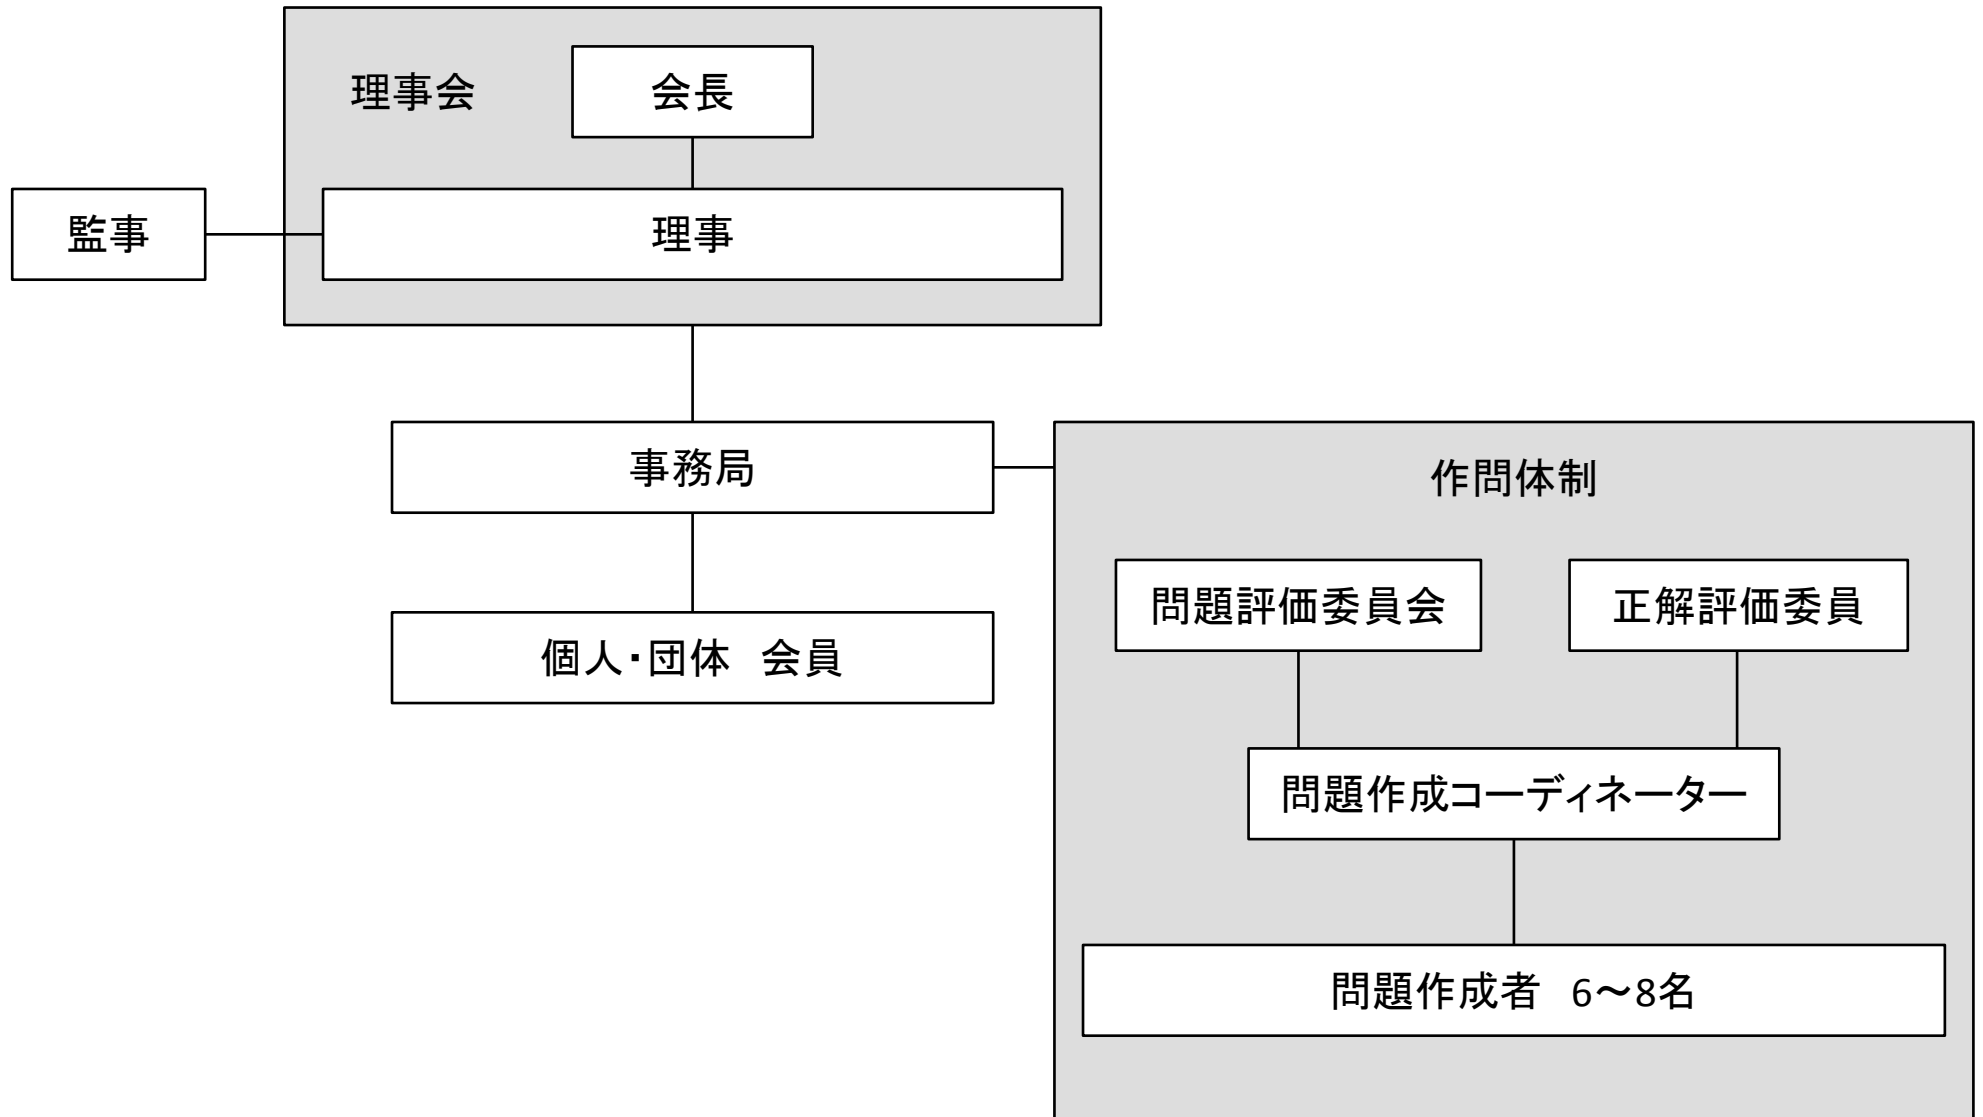 理事会
会長
監事
理事
事務局
作問体制
問題評価委員会
正解評価委員
個人・団体　会員
問題作成コーディネーター
問題作成者　6～8名